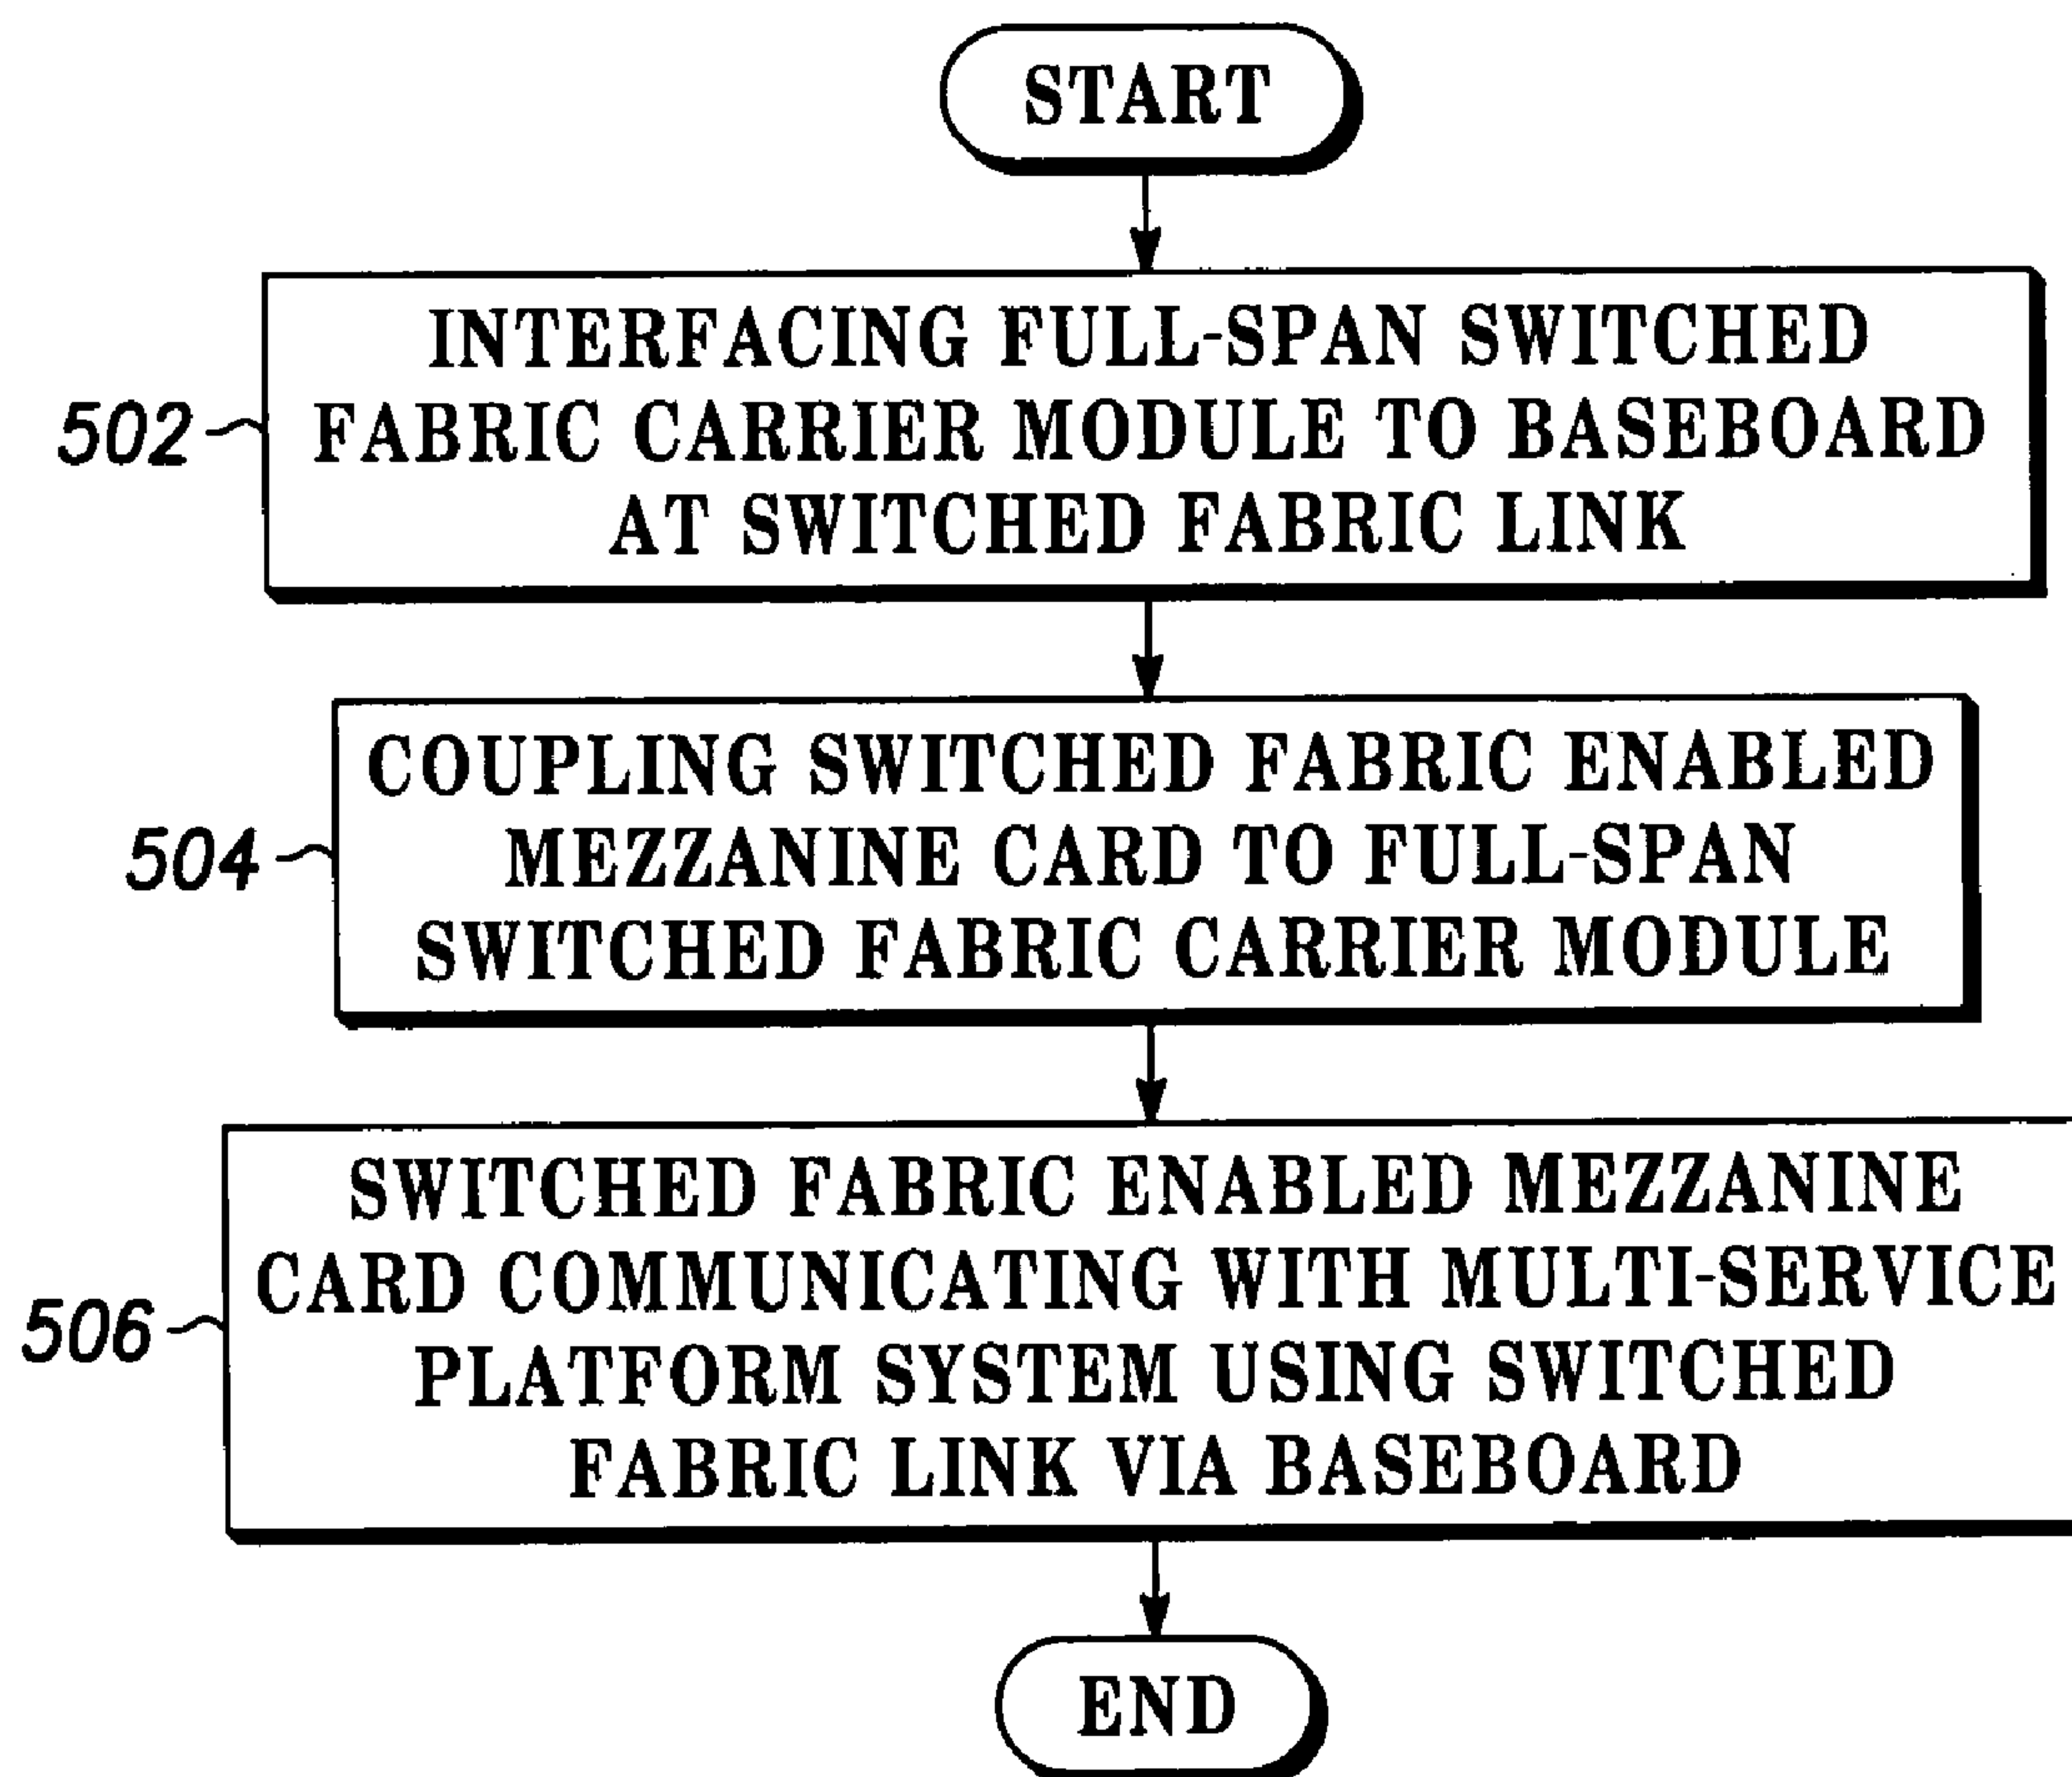 START
INTERFACING FULL-SPAN SWITCHED
FABRIC CARRIER MODULE TO BASEBOARD
AT SWITCHED FABRIC LINK
502
COUPLING SWITCHED FABRIC ENABLED
MEZZANINE CARD TO FULL-SPAN
SWITCHED FABRIC CARRIER MODULE
504
SWITCHED FABRIC ENABLED MEZZANINE
CARD COMMUNICATING WITH MULTI-SERVICE
PLATFORM SYSTEM USING SWITCHED
FABRIC LINK VIA BASEBOARD
506
END